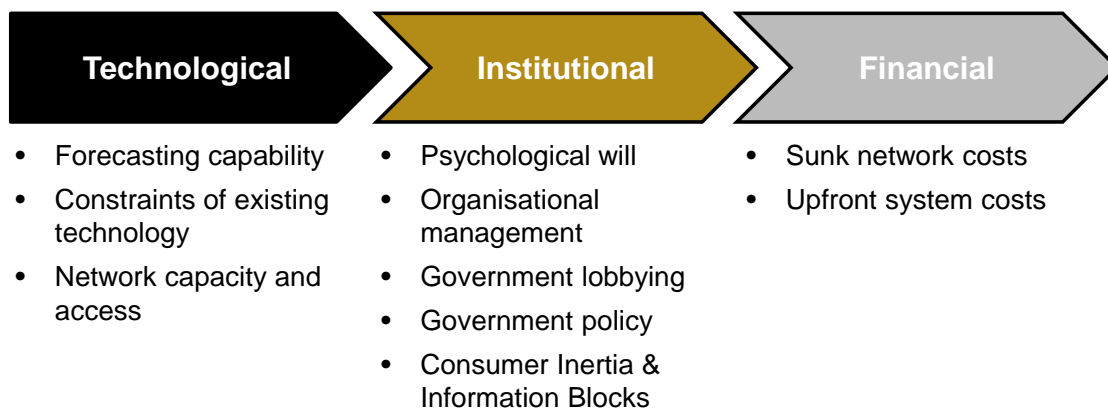 Technological
• Forecasting capability
• Constraints of existing
technology
• Network capacity and
access
Institutional
• Psychological will
• Organisational
management
• Government lobbying
• Government policy
• Consumer Inertia &
Information Blocks
Financial
• Sunk network costs
• Upfront system costs